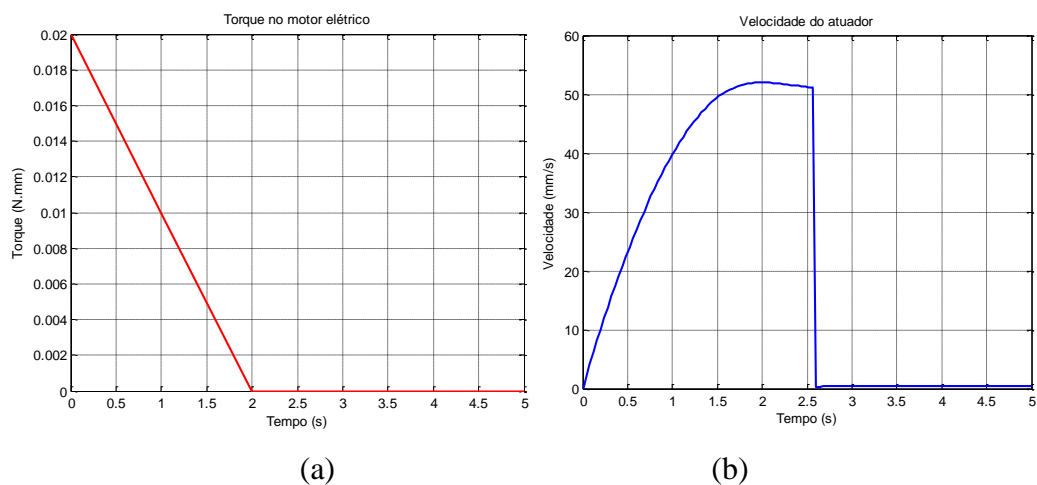 Torque no motor elétrico
0.02
0.018
0.016
0.014
0.012
0.01
0.008
0.006
0.004
0.002
0
Torque (N.mm)
0 0.5 1 1.5 2 2.5 3 3.5 4 4.5 5
Tempo (s)
(a)
Velocidade do atuador
60
50
40
30
20
10
0
Velocidade (mm/s)
0 0.5 1 1.5 2 2.5 3 3.5 4 4.5 5
Tempo (s)
(b)